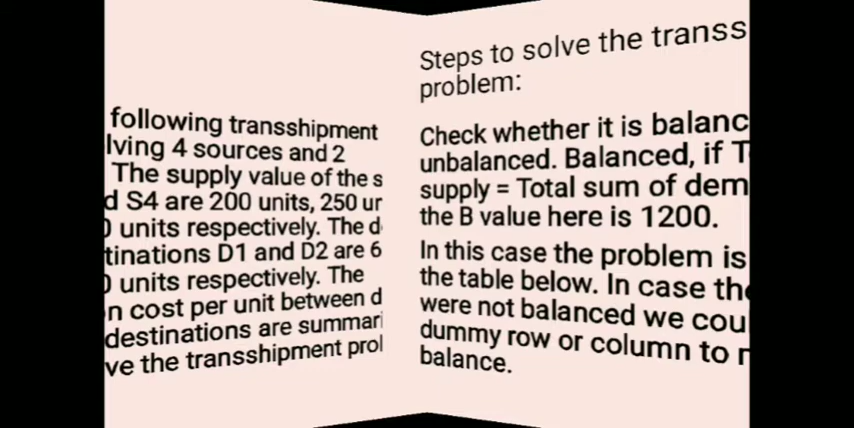 following transshipment
lving 4 sources and 2
The supply value of the s
d S4 are 200 units, 250 ur
0 units respectively. The d
tinations D1 and D2 are 6
0 units respectively. The
n cost per unit between d
destinations are summari
ve the transshipment prol
Steps to solve the transs
problem:
Check whether it is balanc
unbalanced. Balanced, if T
supply = Total sum of dem
the B value here is 1200.
In this case the problem is
the table below. In case the
were not balanced we cou
dummy row or column to r
balance.